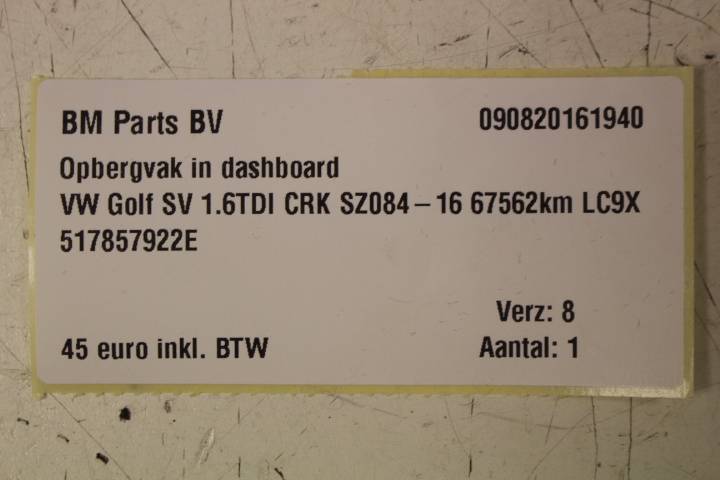 BM Parts BV 090820161940
Opbergvak in dashboard
VW Golf SV 1.6TDI CRK SZ084-16 67562km LC9X
517857922E
Verz: 8
45 euro inkl. BTW Aantal: 1